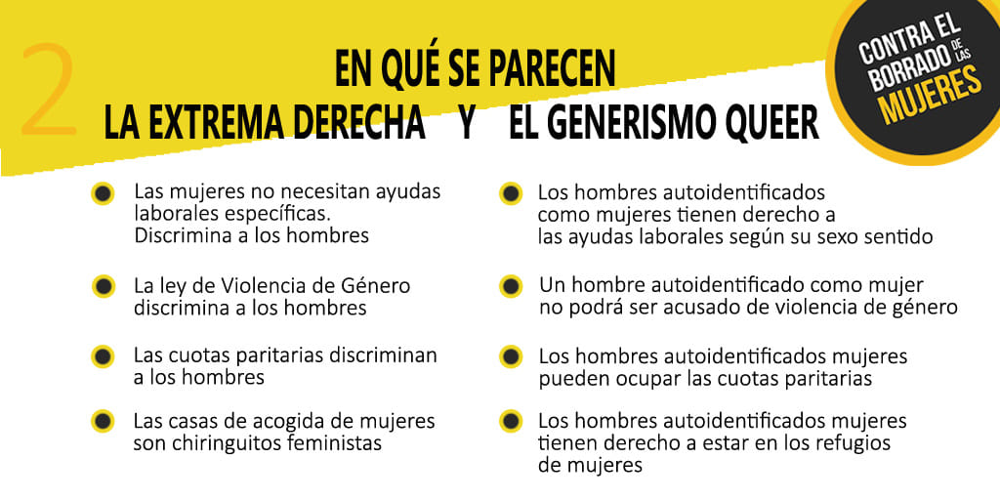 2
EN QUÉ SE PARECEN
LA EXTREMA DERECHA Y EL GENERISMO QUEER
CONTRA EL
BORRADO DE LAS
MUJERES
Las mujeres no necesitan ayudas
laborales específicas.
Discrimina a los hombres
La ley de Violencia de Género
discrimina a los hombres
Las cuotas paritarias discriminan
a los hombres
Las casas de acogida de mujeres
son chiringuitos feministas
Los hombres autoidentificados
como mujeres tienen derecho a
las ayudas laborales según su sexo sentido
Un hombre autoidentificado como mujer
no podrá ser acusado de violencia de género
Los hombres autoidentificados mujeres
pueden ocupar las cuotas paritarias
Los hombres autoidentificados mujeres
tienen derecho a estar en los refugios
de mujeres